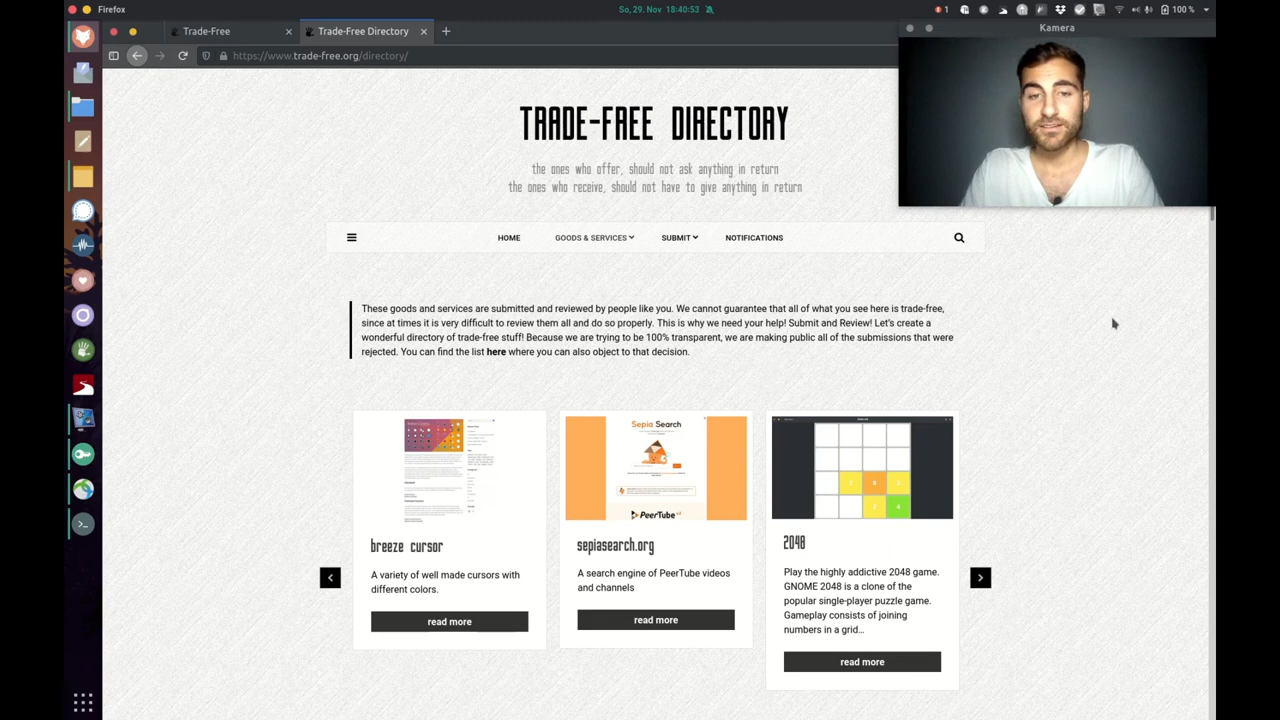 Firefox
So, 29. Nov 18:40:53
1
100 %
Kamera
Trade-Free
Trade-Free Directory
https://www.trade-free.org/directory/
TRADE-FREE DIRECTORY
the ones who offer, should not ask anything in return
the ones who receive, should not have to give anything in return
HOME
GOODS & SERVICES
SUBMIT
NOTIFICATIONS
These goods and services are submitted and reviewed by people like you. We cannot guarantee that all of what you see here is trade-free,
since at times it is very difficult to review them all and do so properly. This is why we need your help! Submit and Review! Let's create a
wonderful directory of trade-free stuff! Because we are trying to be 100% transparent, we are making public all of the submissions that were
rejected. You can find the list here where you can also object to that decision.
Sepia Search
PeerTube
breeze cursor
A variety of well made cursors with
different colors.
read more
sepiasearch.org
A search engine of PeerTube videos
and channels
read more
2048
Play the highly addictive 2048 game.
GNOME 2048 is a clone of the
popular single-player puzzle game.
Gameplay consists of joining
numbers in a grid...
read more